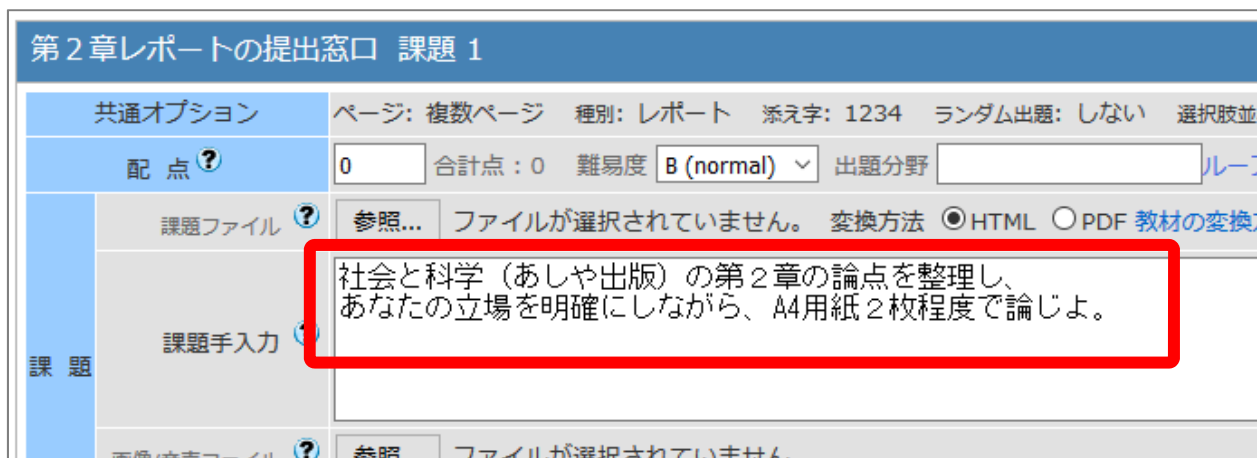 第２章レポートの提出窓口 課題 1
共通オプション ページ: 複数ページ 種別: レポート 添え字: 1234 ランダム出題: しない 選択肢並
配 点 ? 0 合計点：0 難易度 B (normal) 出題分野 ルー
課題ファイル ? 参照... ファイルが選択されていません。 変換方法 HTML PDF 教材の変換
社会と科学（あしや出版）の第２章の論点を整理し、
あなたの立場を明確にしながら、A4用紙２枚程度で論じよ。
課題手入力 ?
課 題
画像/音声ファイル ? 参照... ファイルが選択されていません